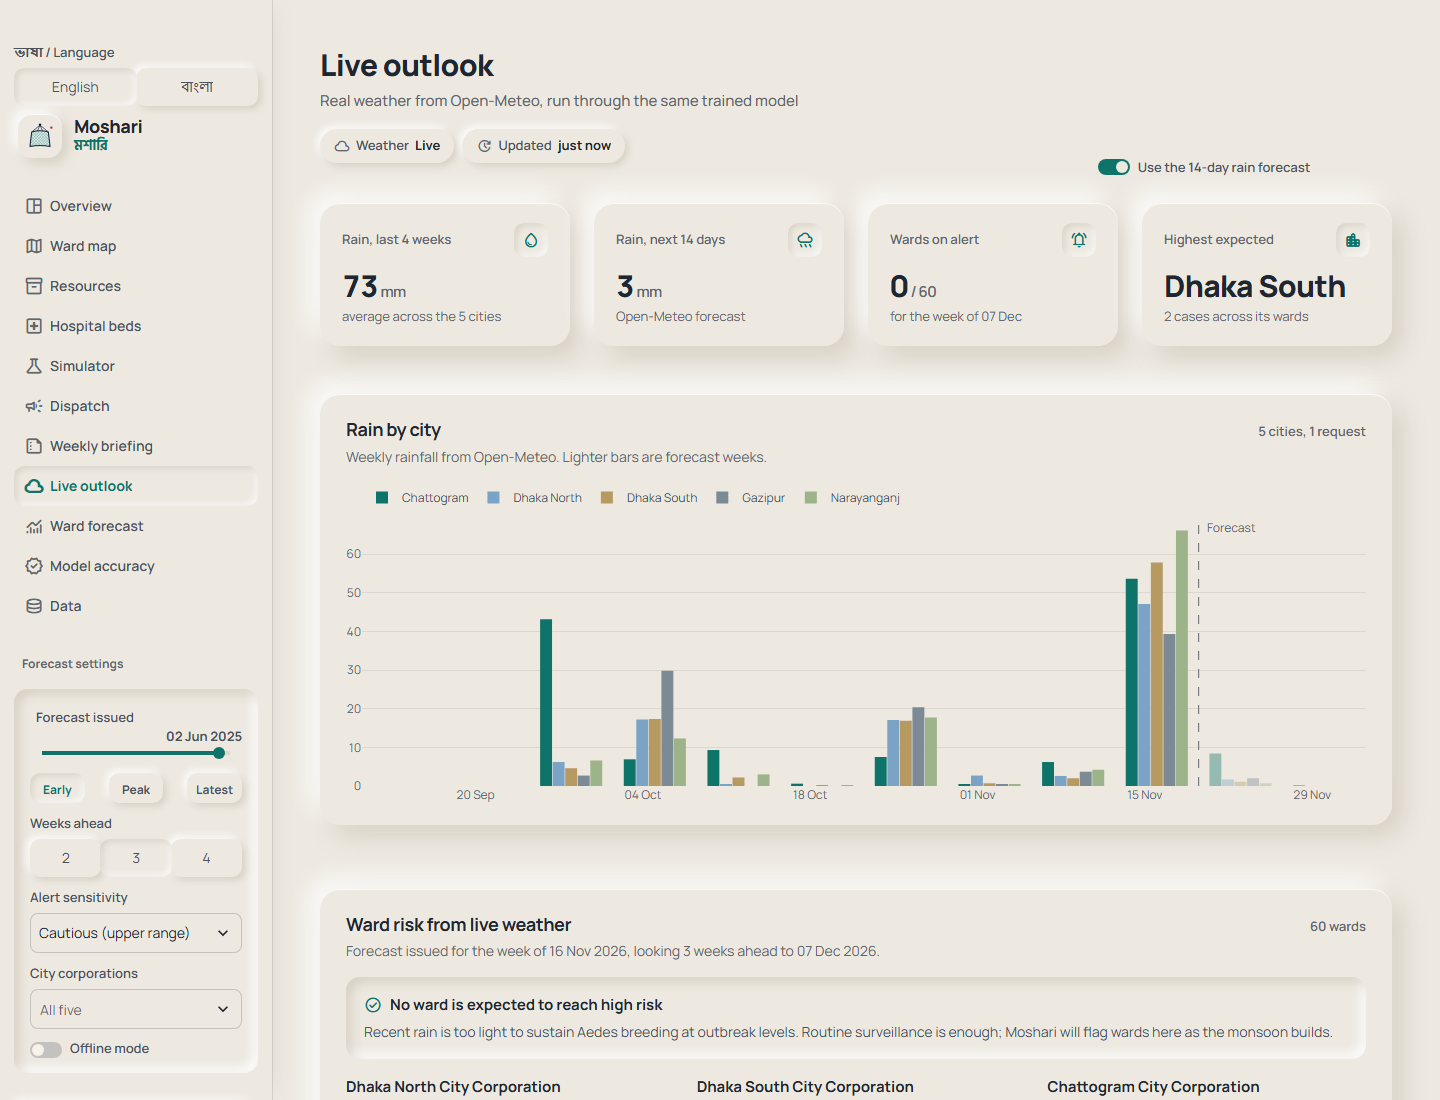 ভাষা / Language
English
বাংলা
Moshari
মশারি
Overview
Ward map
Resources
Hospital beds
Simulator
Dispatch
Weekly briefing
Live outlook
Ward forecast
Model accuracy
Data
Forecast settings
Forecast issued
02 Jun 2025
Early
Peak
Latest
Weeks ahead
2
3
4
Alert sensitivity
Cautious (upper range)
City corporations
All five
Offline mode
Live outlook
Real weather from Open-Meteo, run through the same trained model
Weather Live
Updated just now
Use the 14-day rain forecast
Rain, last 4 weeks
73 mm
average across the 5 cities
Rain, next 14 days
3 mm
Open-Meteo forecast
Wards on alert
0 / 60
for the week of 07 Dec
Highest expected
Dhaka South
2 cases across its wards
Rain by city
5 cities, 1 request
Weekly rainfall from Open-Meteo. Lighter bars are forecast weeks.
Chattogram
Dhaka North
Dhaka South
Gazipur
Narayanganj
Forecast
60
50
40
30
20
10
0
20 Sep
04 Oct
18 Oct
01 Nov
15 Nov
29 Nov
Ward risk from live weather
60 wards
Forecast issued for the week of 16 Nov 2026, looking 3 weeks ahead to 07 Dec 2026.
No ward is expected to reach high risk
Recent rain is too light to sustain Aedes breeding at outbreak levels. Routine surveillance is enough; Moshari will flag wards here as the monsoon builds.
Dhaka North City Corporation
Dhaka South City Corporation
Chattogram City Corporation